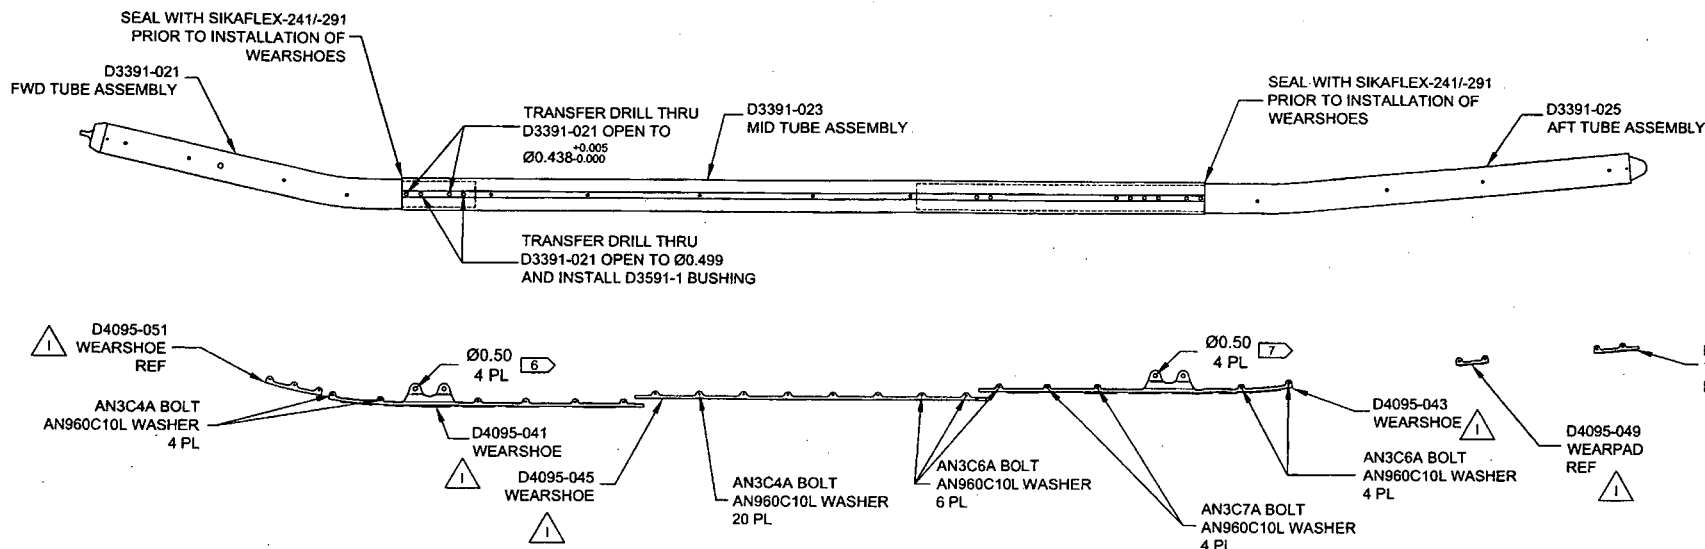 SEAL WITH SIKAFLEX-241/-291
PRIOR TO INSTALLATION OF
WEARSHOES
D3391-021
FWD TUBE ASSEMBLY
TRANSFER DRILL THRU
D3391-021 OPEN TO
Ø0.438+0.005
-0.000
D3391-023
MID TUBE ASSEMBLY
SEAL WITH SIKAFLEX-241/-291
PRIOR TO INSTALLATION OF
WEARSHOES
D3391-025
AFT TUBE ASSEMBLY
TRANSFER DRILL THRU
D3391-021 OPEN TO Ø0.499
AND INSTALL D3591-1 BUSHING
1
D4095-051
WEARSHOE
REF
Ø0.50
4 PL
6
AN3C4A BOLT
AN960C10L WASHER
4 PL
D4095-041
WEARSHOE
1
D4095-045
WEARSHOE
1
AN3C4A BOLT
AN960C10L WASHER
20 PL
AN3C6A BOLT
AN960C10L WASHER
6 PL
Ø0.50
4 PL
7
AN3C7A BOLT
AN960C10L WASHER
4 PL
D4095-043
WEARSHOE
1
AN3C6A BOLT
AN960C10L WASHER
4 PL
D4095-049
WEARPAD
REF
1